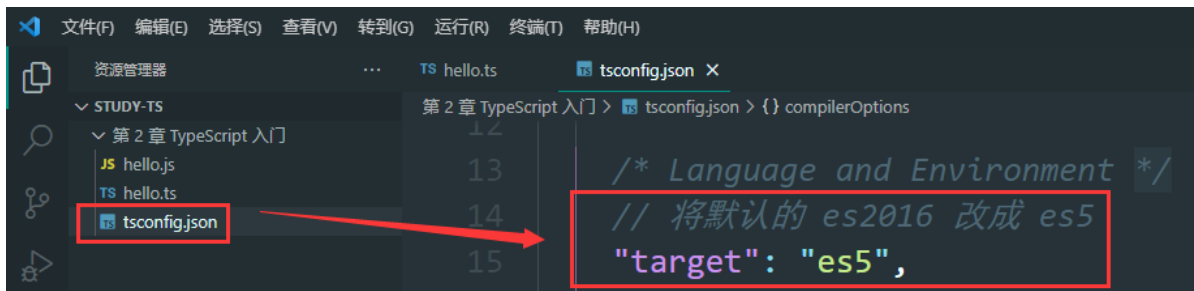 文件(F) 编辑(E) 选择(S) 查看(V) 转到(G) 运行(R) 终端(T) 帮助(H)
资源管理器 ···
STUDY-TS
第 2 章 TypeScript 入门
JS hello.js
TS hello.ts
TS tsconfig.json
TS hello.ts TS tsconfig.json ×
第 2 章 TypeScript 入门 > TS tsconfig.json > { } compilerOptions
12
13 /* Language and Environment */
14 // 将默认的 es2016 改成 es5
15 "target": "es5",